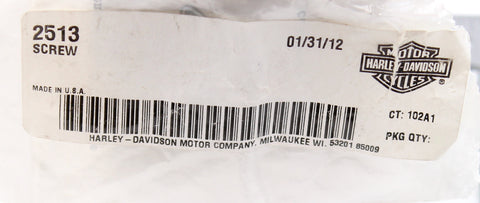 2513
SCREW
01/31/12
MOTOR
HARLEY-DAVIDSON
CYCLES
®
MADE IN U.S.A.
CT: 102A1
PKG QTY:
HARLEY-DAVIDSON MOTOR COMPANY, MILWAUKEE WI. 53201 85009